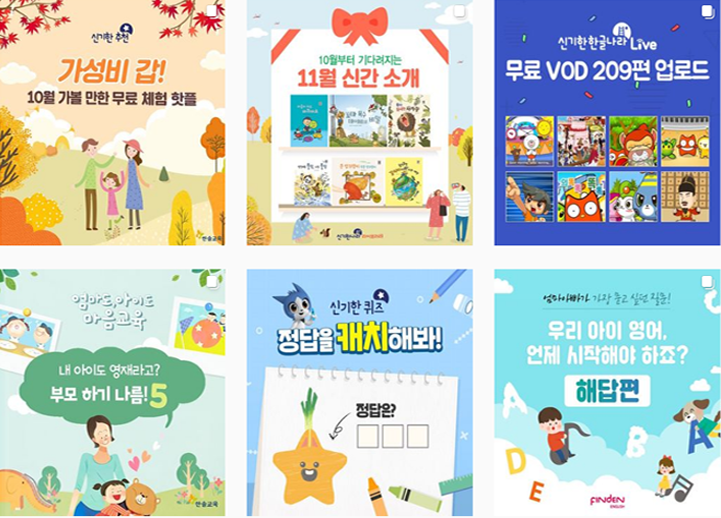 신기한 추천
가성비 갑!
10월 가볼 만한 무료 체험 핫플
한솔교육
10월부터 기다려지는
11월 신간 소개
신기한 한글나라 Live
무료 VOD 209편 업로드
엄마도,아이도
마음교육
내 아이도 영재라고?
부모 하기 나름! 5
한솔교육
신기한 퀴즈
정답을 캐치해봐!
정답은?
엄마아빠가 가장 묻고 싶은 질문!
우리 아이 영어,
언제 시작해야 하죠?
해답편
A
B
A
D
E
FINDEN
ENGLISH